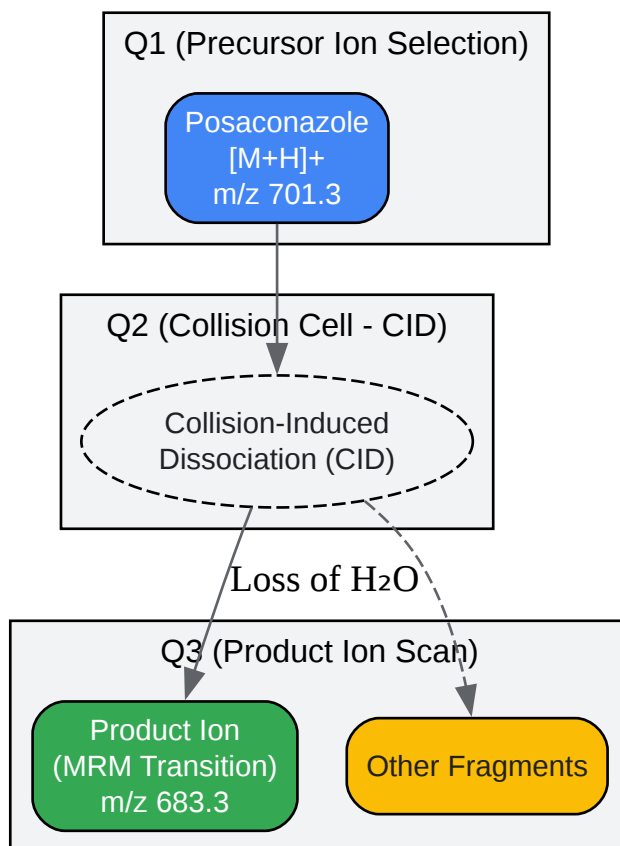 Q1 (Precursor Ion Selection)
Posaconazole
[M+H]+
m/z 701.3
Q2 (Collision Cell - CID)
Collision-Induced
Dissociation (CID)
Loss of H₂O
Q3 (Product Ion Scan)
Product Ion
(MRM Transition)
m/z 683.3
Other Fragments